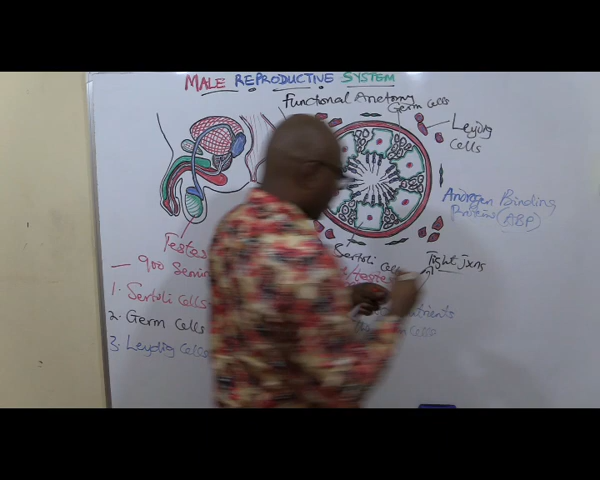 MALE REPRODUCTIVE SYSTEM
Functional Anatomy
Germ Cells
Leydig
Cells
Androgen Binding
Protein (ABP)
Testes
Sertoli Cells
Tight Jxns
900 Semin
/testes
1. Sertoli Cells
2. Germ Cells
3. Leydig Cells